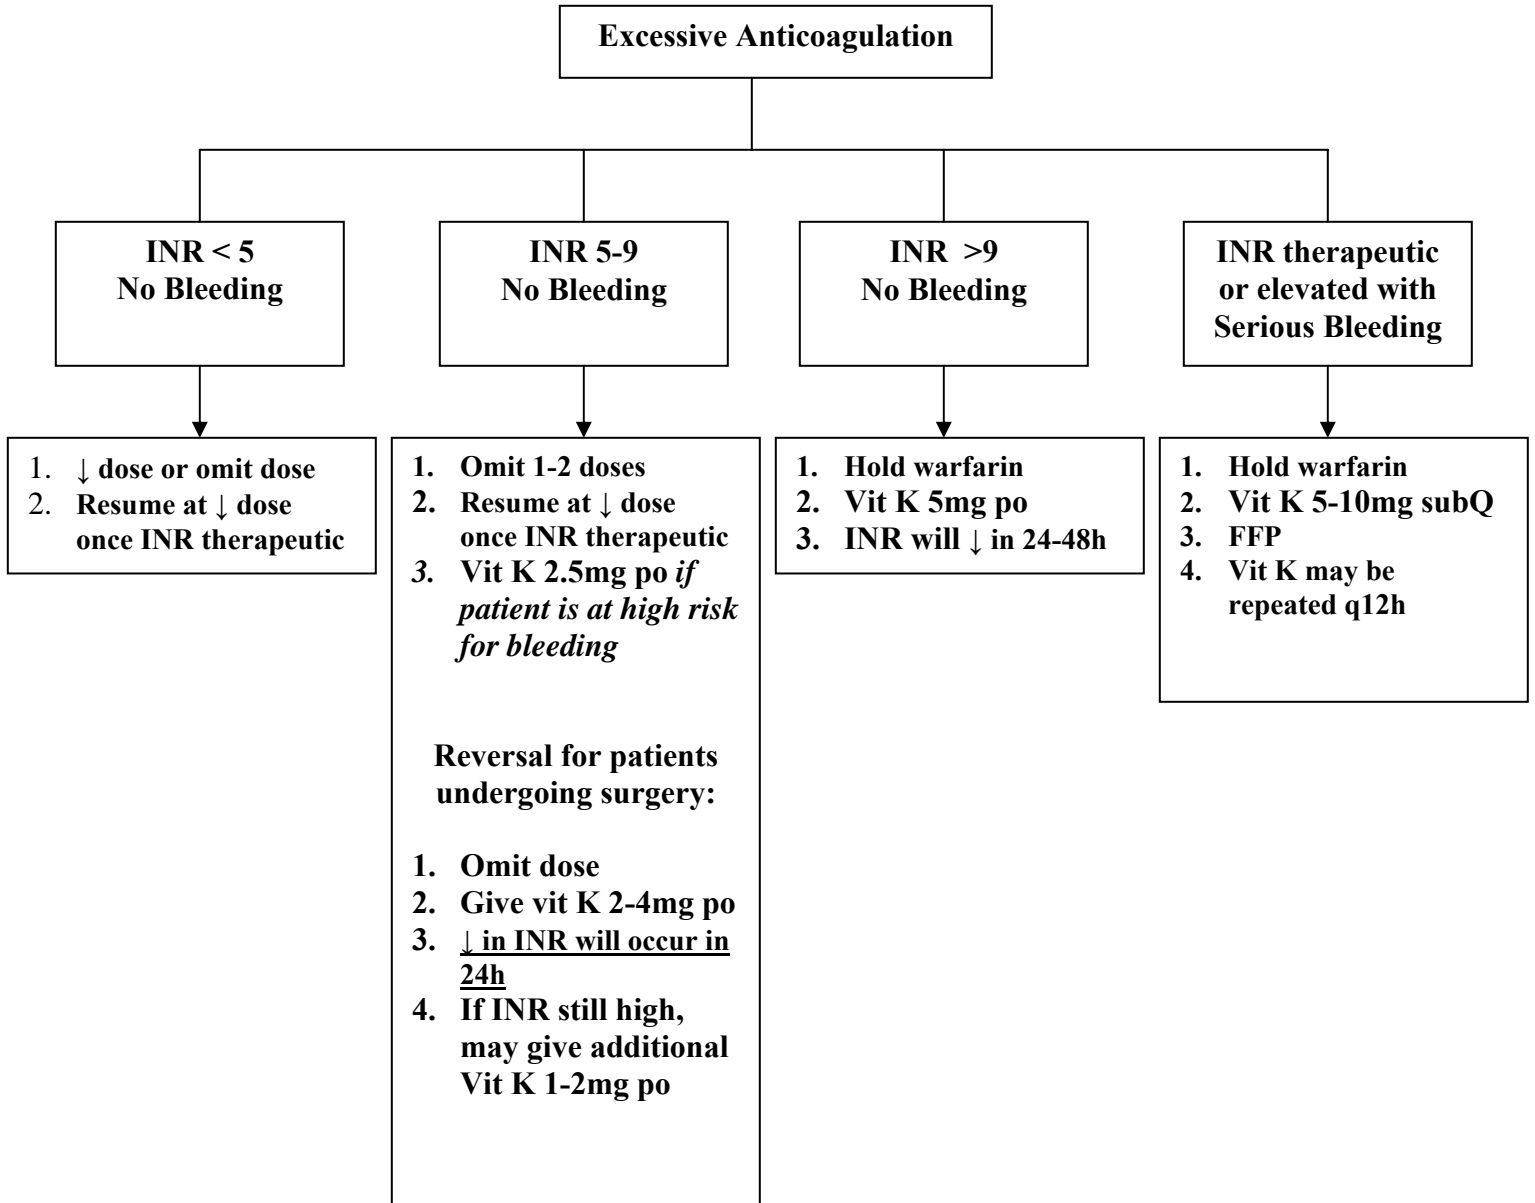 Excessive Anticoagulation
INR < 5
No Bleeding
INR 5-9
No Bleeding
INR >9
No Bleeding
INR therapeutic
or elevated with
Serious Bleeding
1. ↓ dose or omit dose
2. Resume at ↓ dose
once INR therapeutic
1. Omit 1-2 doses
2. Resume at ↓ dose
once INR therapeutic
3. Vit K 2.5mg po if
patient is at high risk
for bleeding
Reversal for patients
undergoing surgery:
1. Omit dose
2. Give vit K 2-4mg po
3. ↓ in INR will occur in
24h
4. If INR still high,
may give additional
Vit K 1-2mg po
1. Hold warfarin
2. Vit K 5mg po
3. INR will ↓ in 24-48h
1. Hold warfarin
2. Vit K 5-10mg subQ
3. FFP
4. Vit K may be
repeated q12h